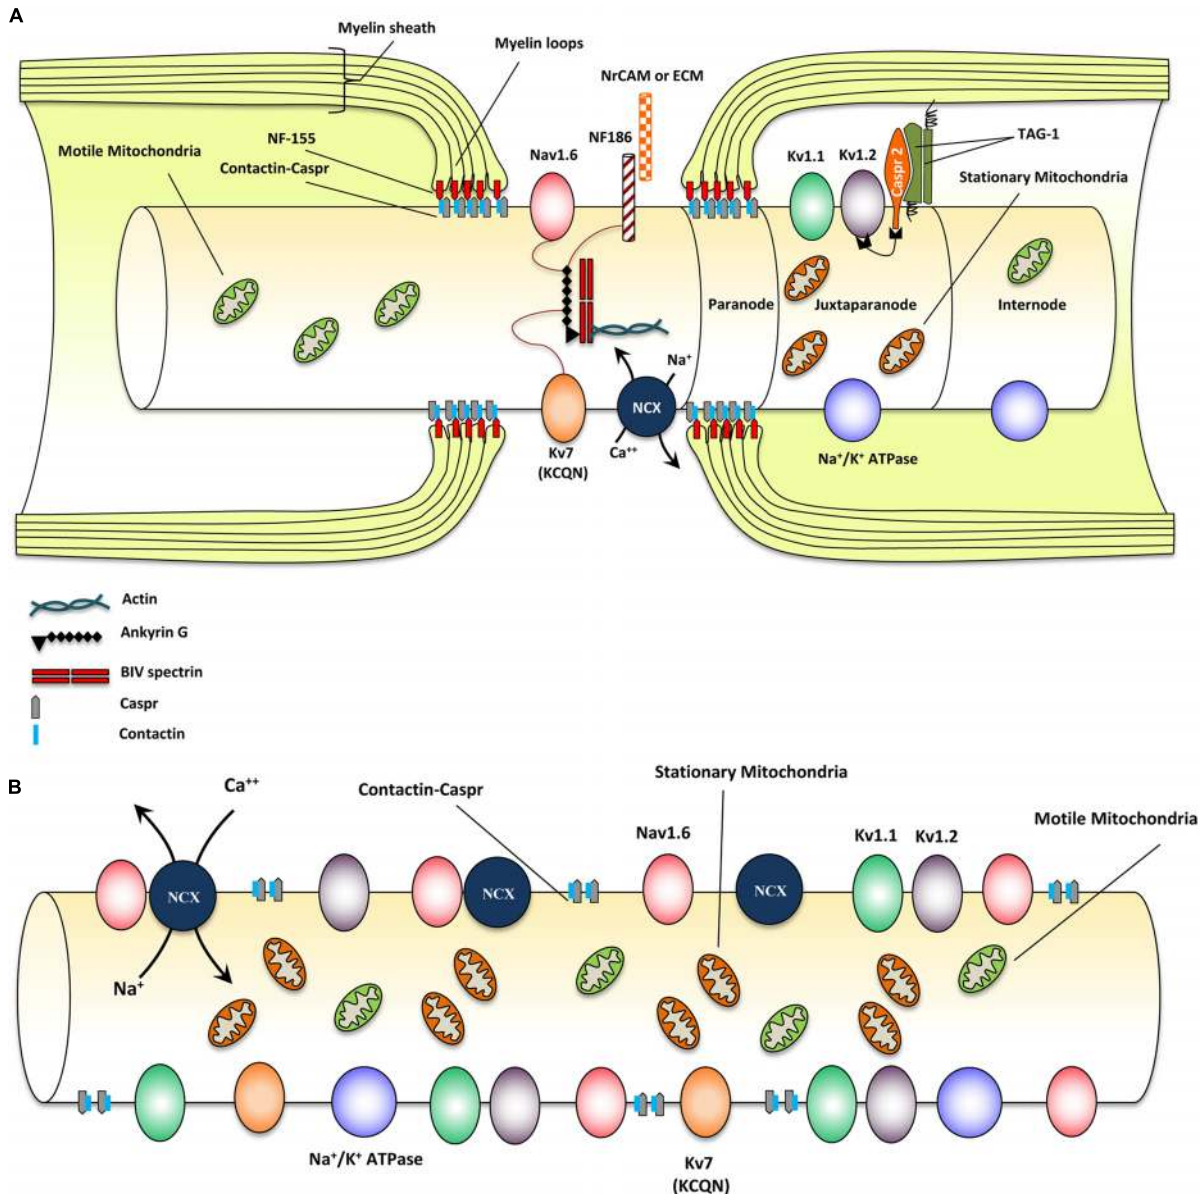 A
Myelin sheath
Myelin loops
NrCAM or ECM
NF-155
NF186
TAG-1
Motile Mitochondria
Contactin-Caspr
Nav1.6
Kv1.1
Kv1.2
Caspr 2
Stationary Mitochondria
Paranode
Juxtaparanode
Internode
Na⁺
NCX
Ca⁺⁺
Kv7
(KCQN)
Na⁺/K⁺ ATPase
Actin
Ankyrin G
BIV spectrin
Caspr
Contactin
B
Ca⁺⁺
Contactin-Caspr
Stationary Mitochondria
Nav1.6
Kv1.1
Kv1.2
Motile Mitochondria
NCX
NCX
NCX
Na⁺
Na⁺/K⁺ ATPase
Kv7
(KCQN)